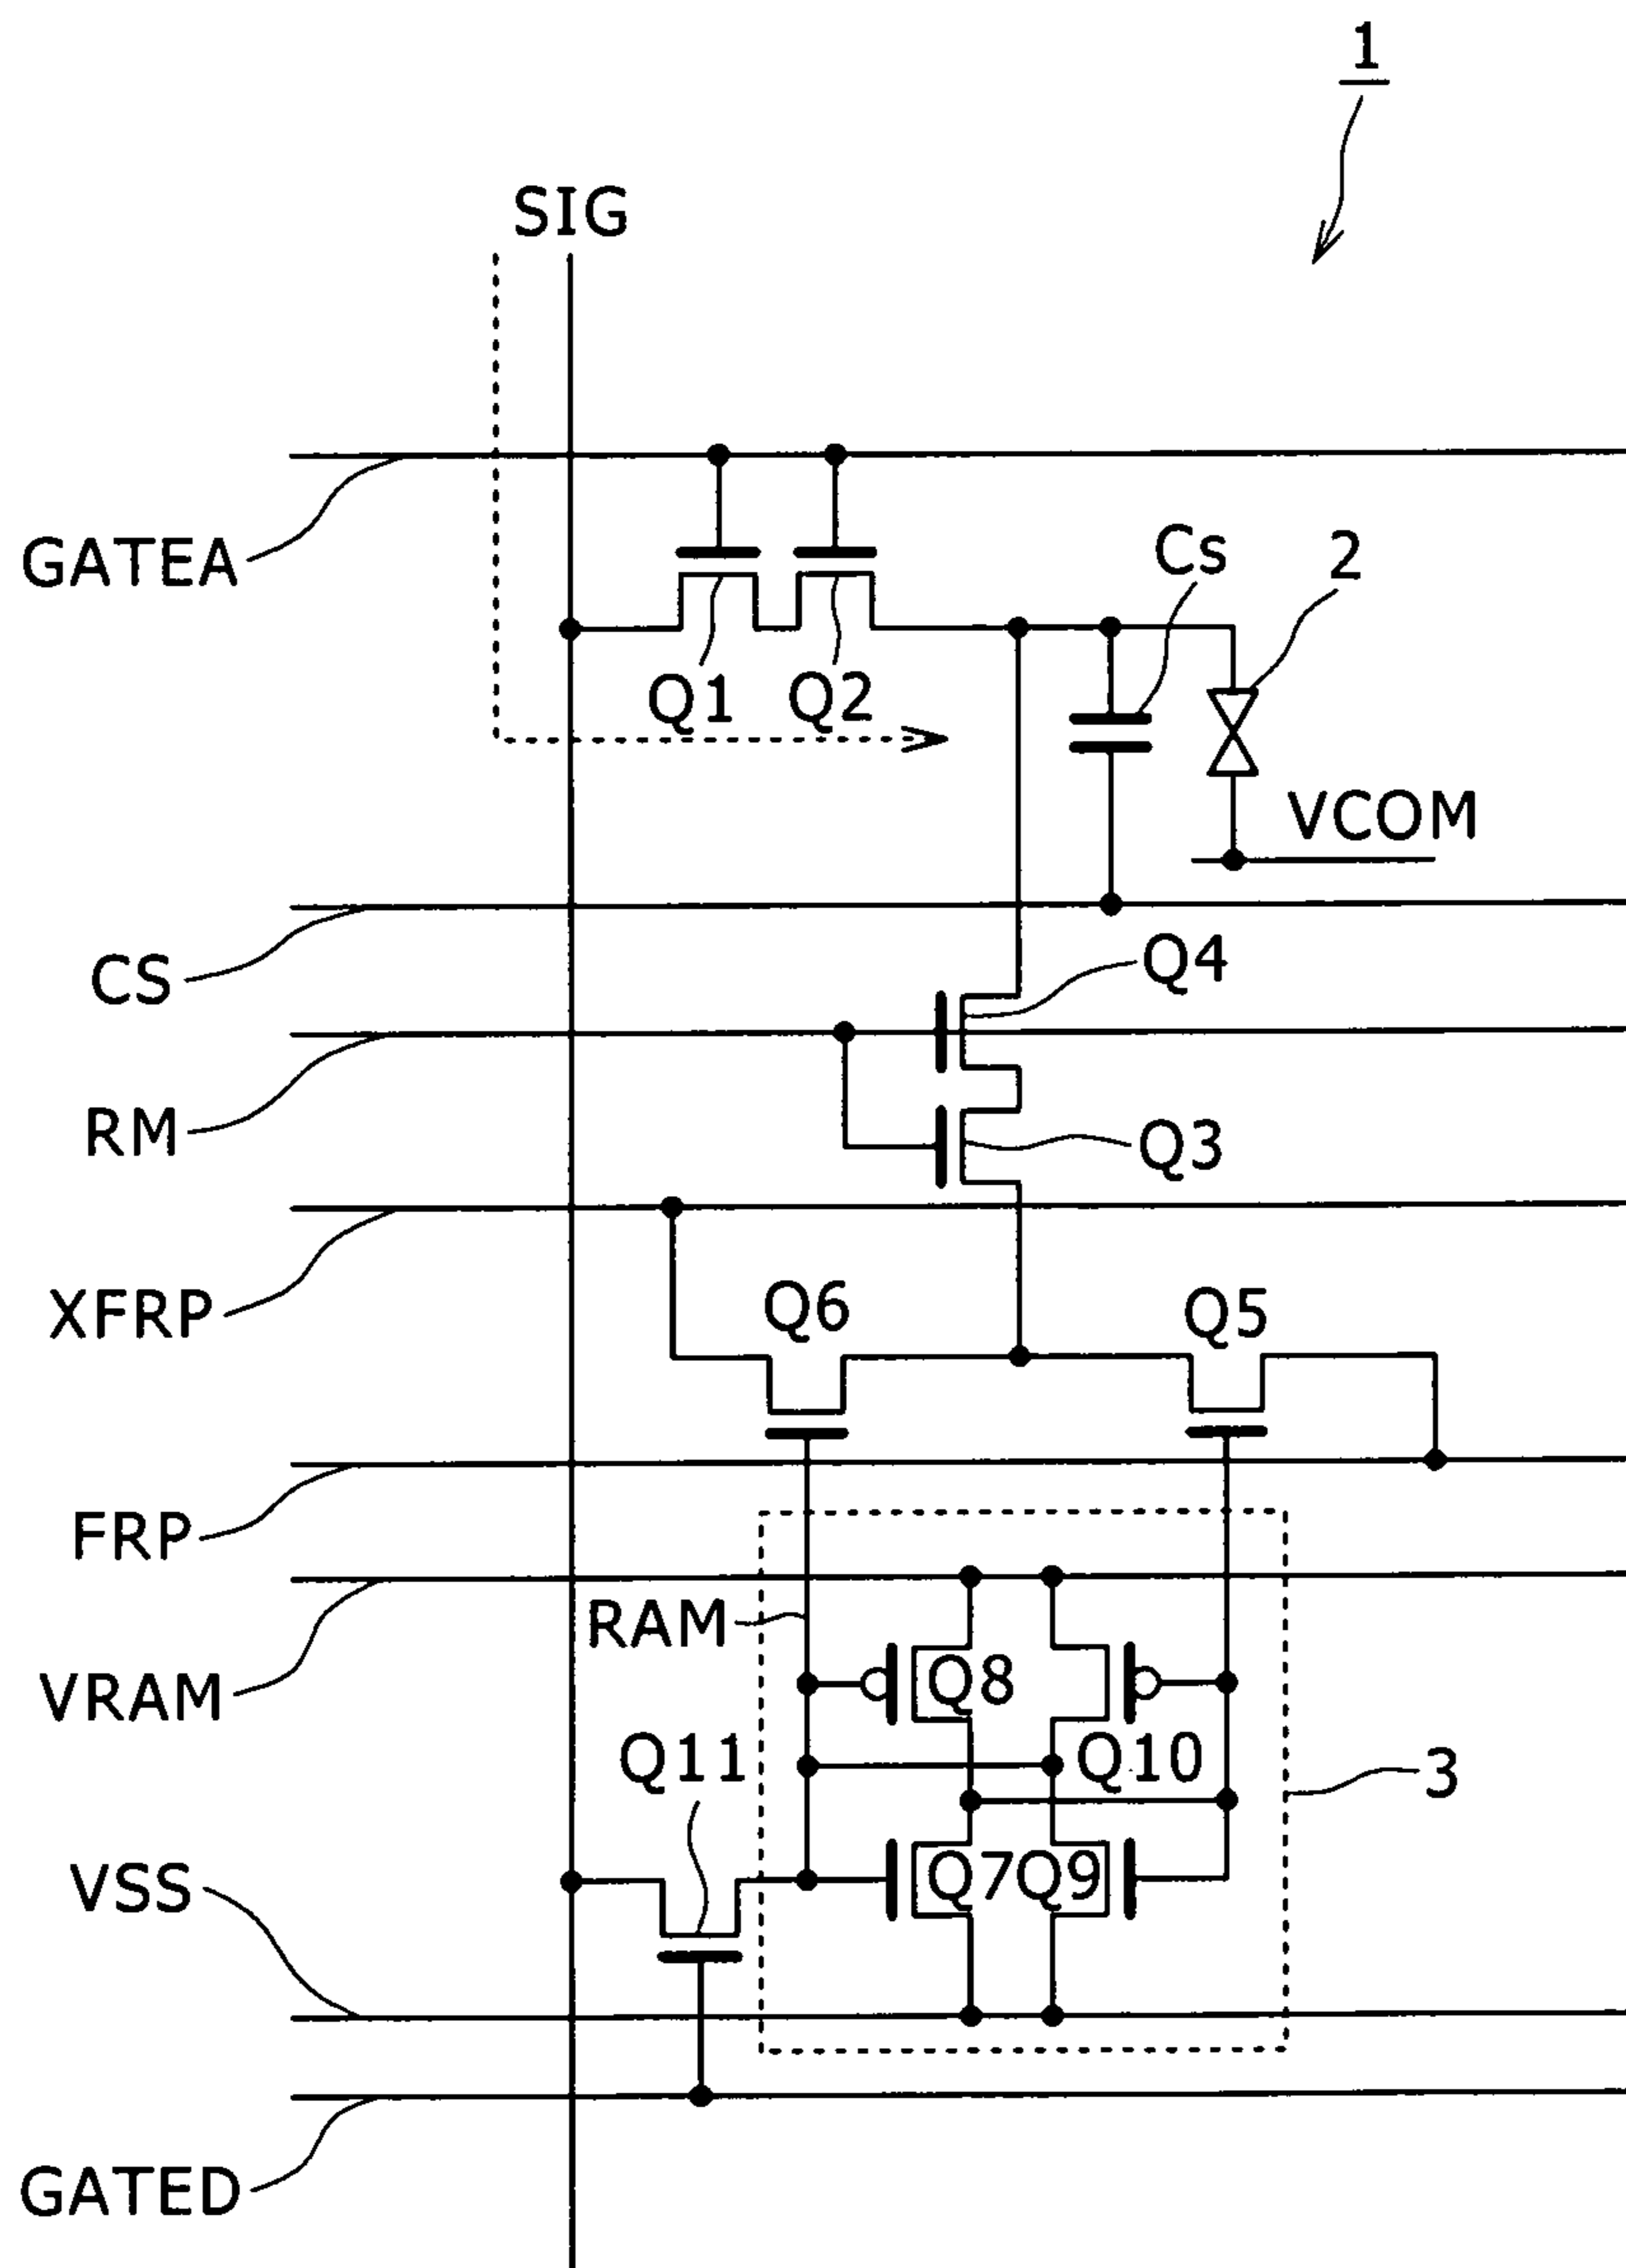 1
SIG
GATEA
Cs
2
Q1
Q2
VCOM
CS
Q4
RM
Q3
XFRP
Q6
Q5
FRP
RAM
VRAM
Q8
Q11
Q10
3
VSS
Q7
Q9
GATED